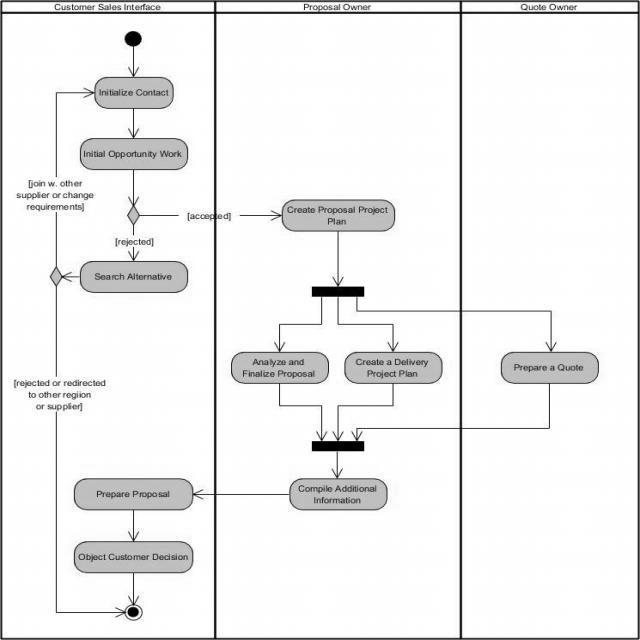 Customer Sales Interface
Proposal Owner
Quote Owner
Initialize Contact
Initial Opportunity Work
[join w. other
supplier or change
requirements]
[accepted]
Create Proposal Project
Plan
[rejected]
Search Alternative
Analyze and
Finalize Proposal
Create a Delivery
Project Plan
Prepare a Quote
[rejected or redirected
to other regiion
or supplier]
Compile Additional
Information
Prepare Proposal
Object Customer Decision